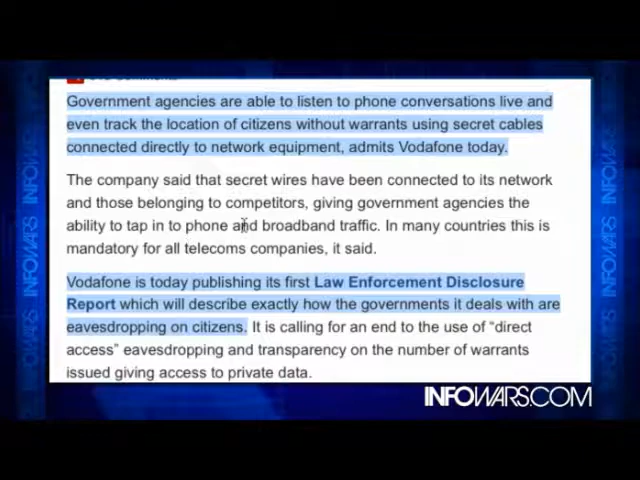 Government agencies are able to listen to phone conversations live and
even track the location of citizens without warrants using secret cables
connected directly to network equipment, admits Vodafone today.
The company said that secret wires have been connected to its network
and those belonging to competitors, giving government agencies the
ability to tap in to phone and broadband traffic. In many countries this is
mandatory for all telecoms companies, it said.
Vodafone is today publishing its first Law Enforcement Disclosure
Report which will describe exactly how the governments it deals with are
eavesdropping on citizens. It is calling for an end to the use of “direct
access” eavesdropping and transparency on the number of warrants
issued giving access to private data.
INFOWARS.COM
INFOWARS
INFOWARS
INFOWARS
INFOWARS